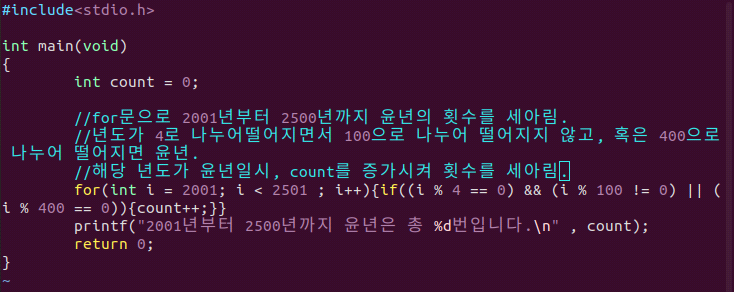 #include<stdio.h>
int main(void)
{
int count = 0;
//for문으로 2001년부터 2500년까지 윤년의 횟수를 세아림.
//년도가 4로 나누어떨어지면서 100으로 나누어 떨어지지 않고, 혹은 400으로
나누어 떨어지면 윤년.
//해당 년도가 윤년일시, count를 증가시켜 횟수를 세아림.
for(int i = 2001; i < 2501 ; i++){if((i % 4 == 0) && (i % 100 != 0) || (
i % 400 == 0)){count++;}}
printf("2001년부터 2500년까지 윤년은 총 %d번입니다.\n" , count);
return 0;
}
~